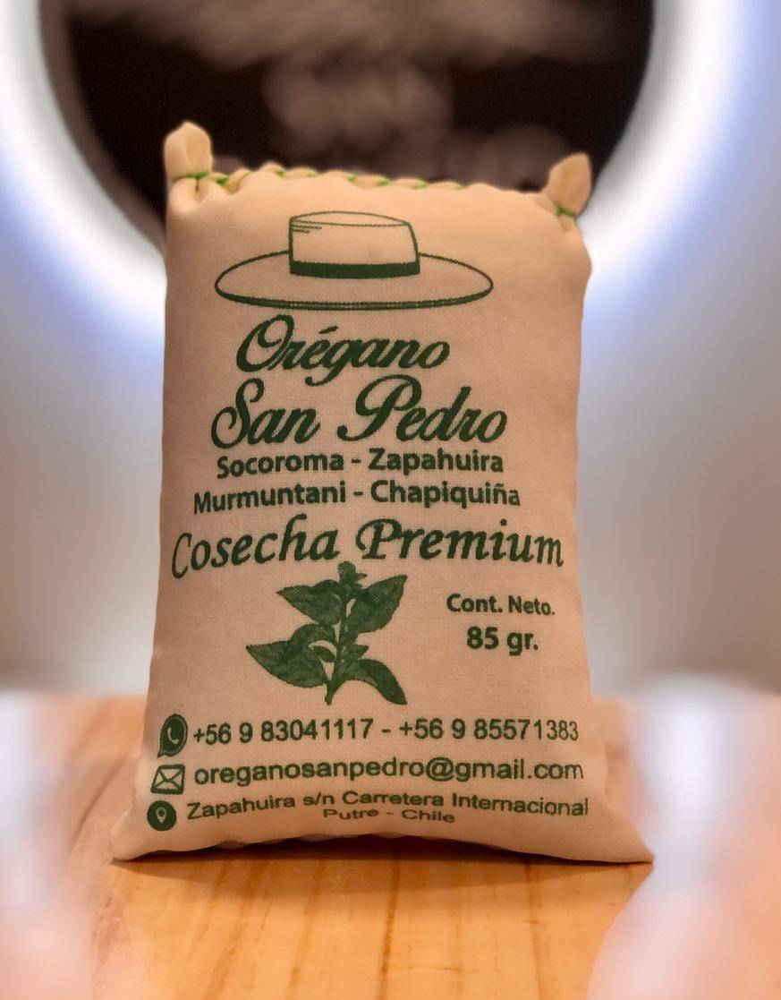 Orégano
San Pedro
Socoroma - Zapahuira
Murmuntani - Chapiquiña
Cosecha Premium
Cont. Neto.
85 gr.
+56 9 83041117 - +56 9 85571383
oreganosanpedro@gmail.com
Zapahuira s/n Carretera Internacional
Putre - Chile